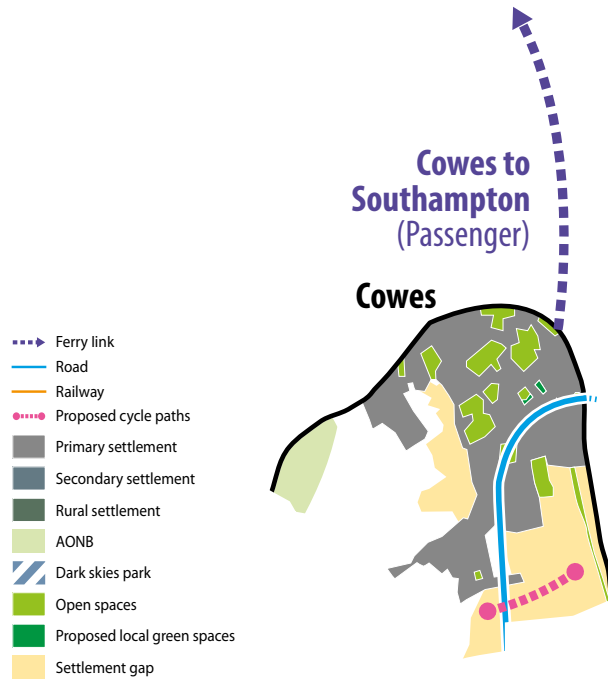 Cowes to
Southampton
(Passenger)
Cowes
Ferry link
Road
Railway
Proposed cycle paths
Primary settlement
Secondary settlement
Rural settlement
AONB
Dark skies park
Open spaces
Proposed local green spaces
Settlement gap